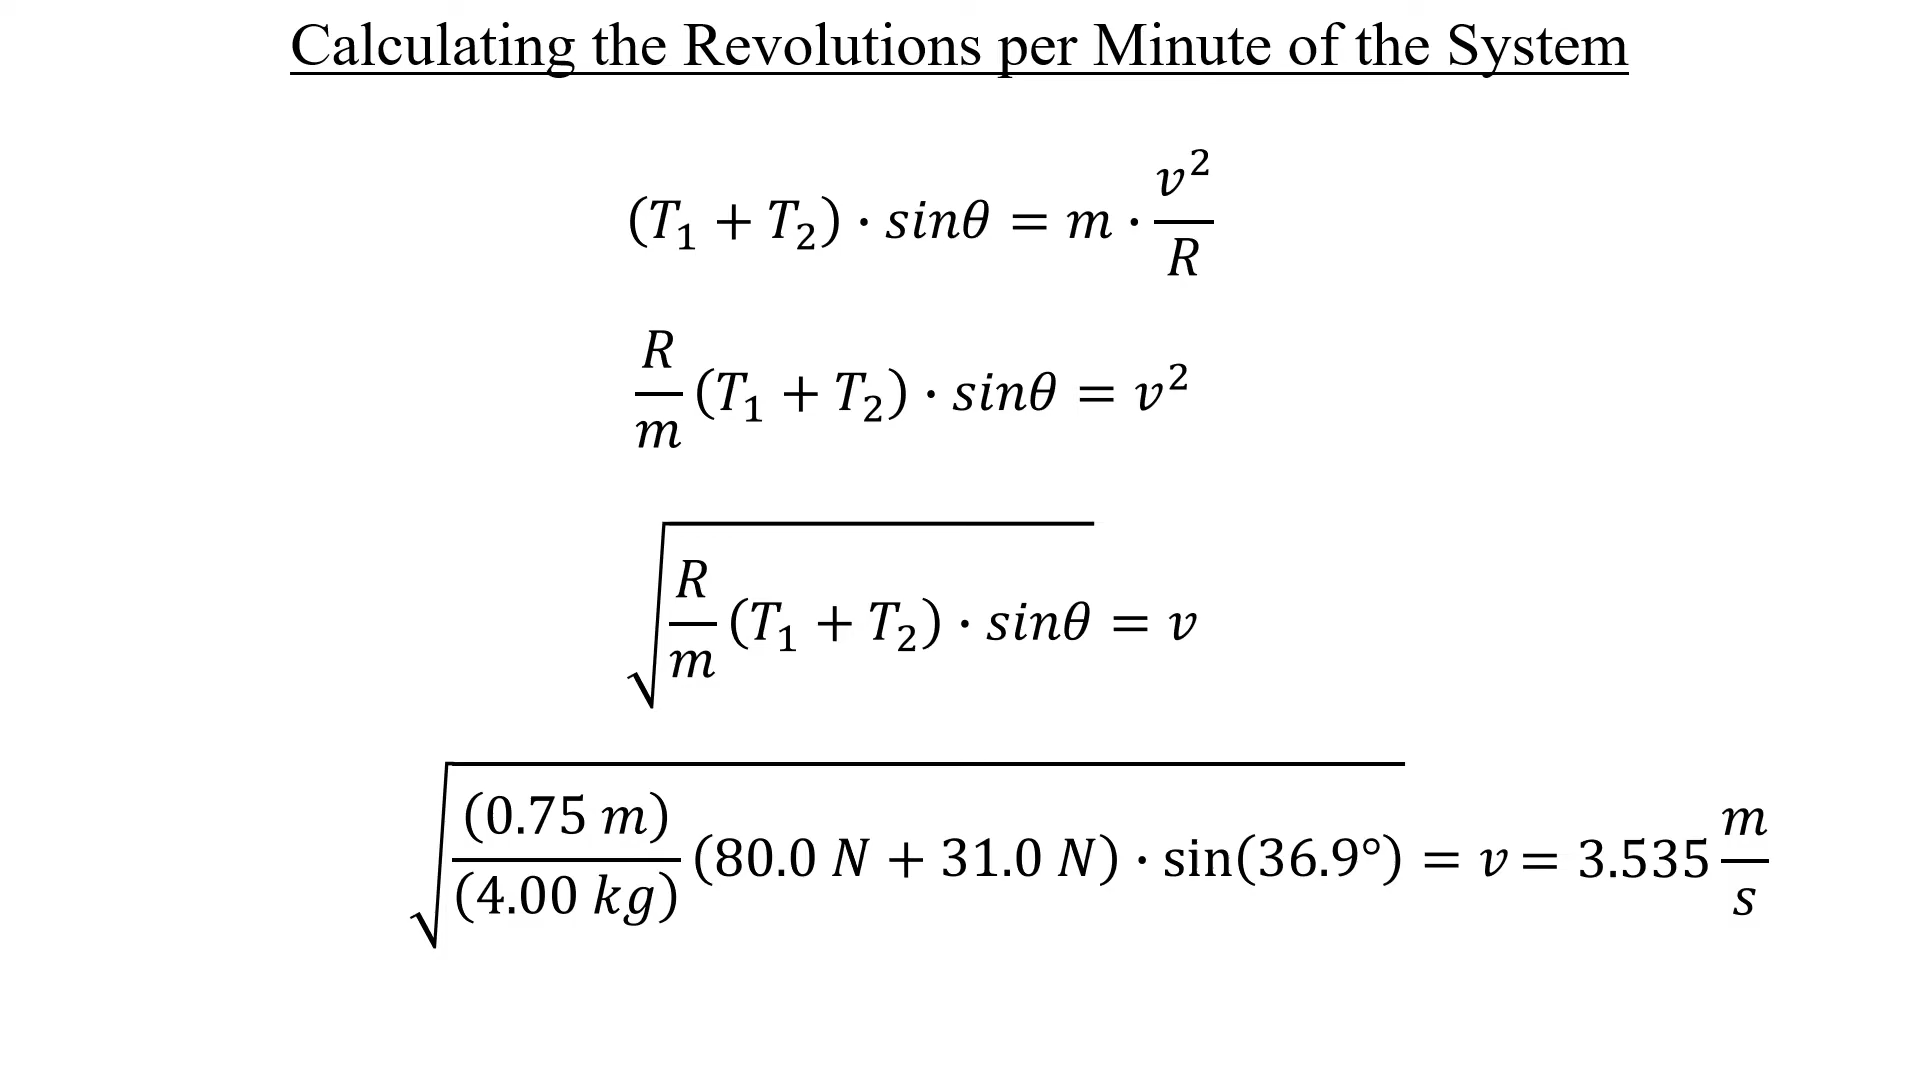 Calculating the Revolutions per Minute of the System
(T₁ + T₂) · sinθ = m · v²/R
R/m (T₁ + T₂) · sinθ = v²
√(R/m (T₁ + T₂) · sinθ) = v
√((0.75 m)/(4.00 kg) (80.0 N + 31.0 N) · sin(36.9°)) = v = 3.535 m/s